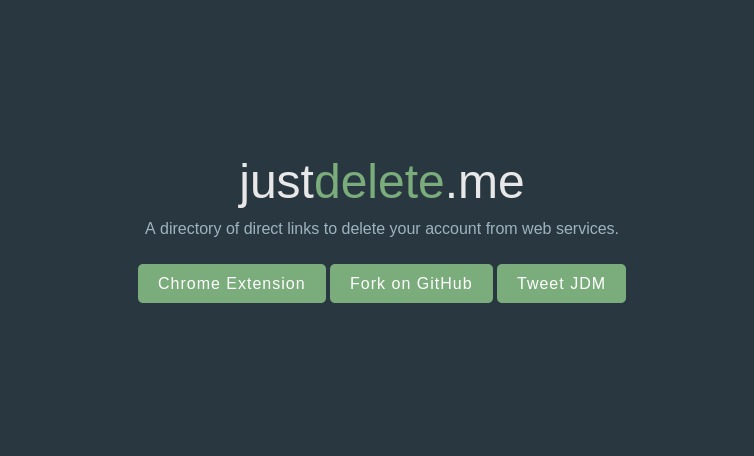 justdelete.me
A directory of direct links to delete your account from web services.
Chrome Extension Fork on GitHub Tweet JDM